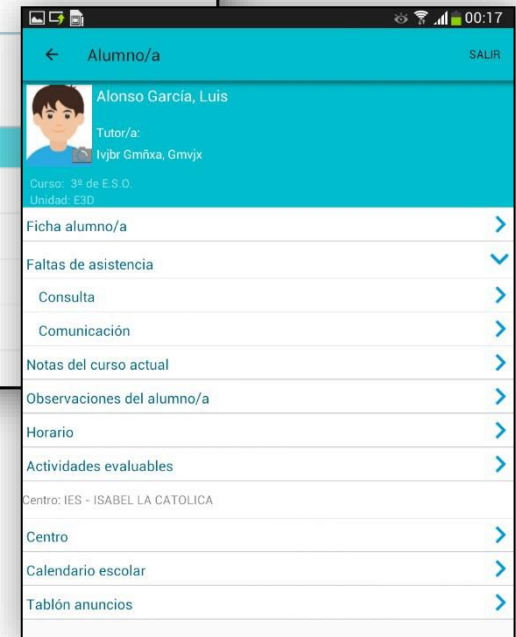 00:17
Alumno/a
SALIR
Alonso García, Luis
Tutor/a:
Ivjbr Gmñxa, Gmvjx
Curso: 3º de E.S.O.
Unidad: E3D
Ficha alumno/a
Faltas de asistencia
Consulta
Comunicación
Notas del curso actual
Observaciones del alumno/a
Horario
Actividades evaluables
Centro: IES - ISABEL LA CATOLICA
Centro
Calendario escolar
Tablón anuncios